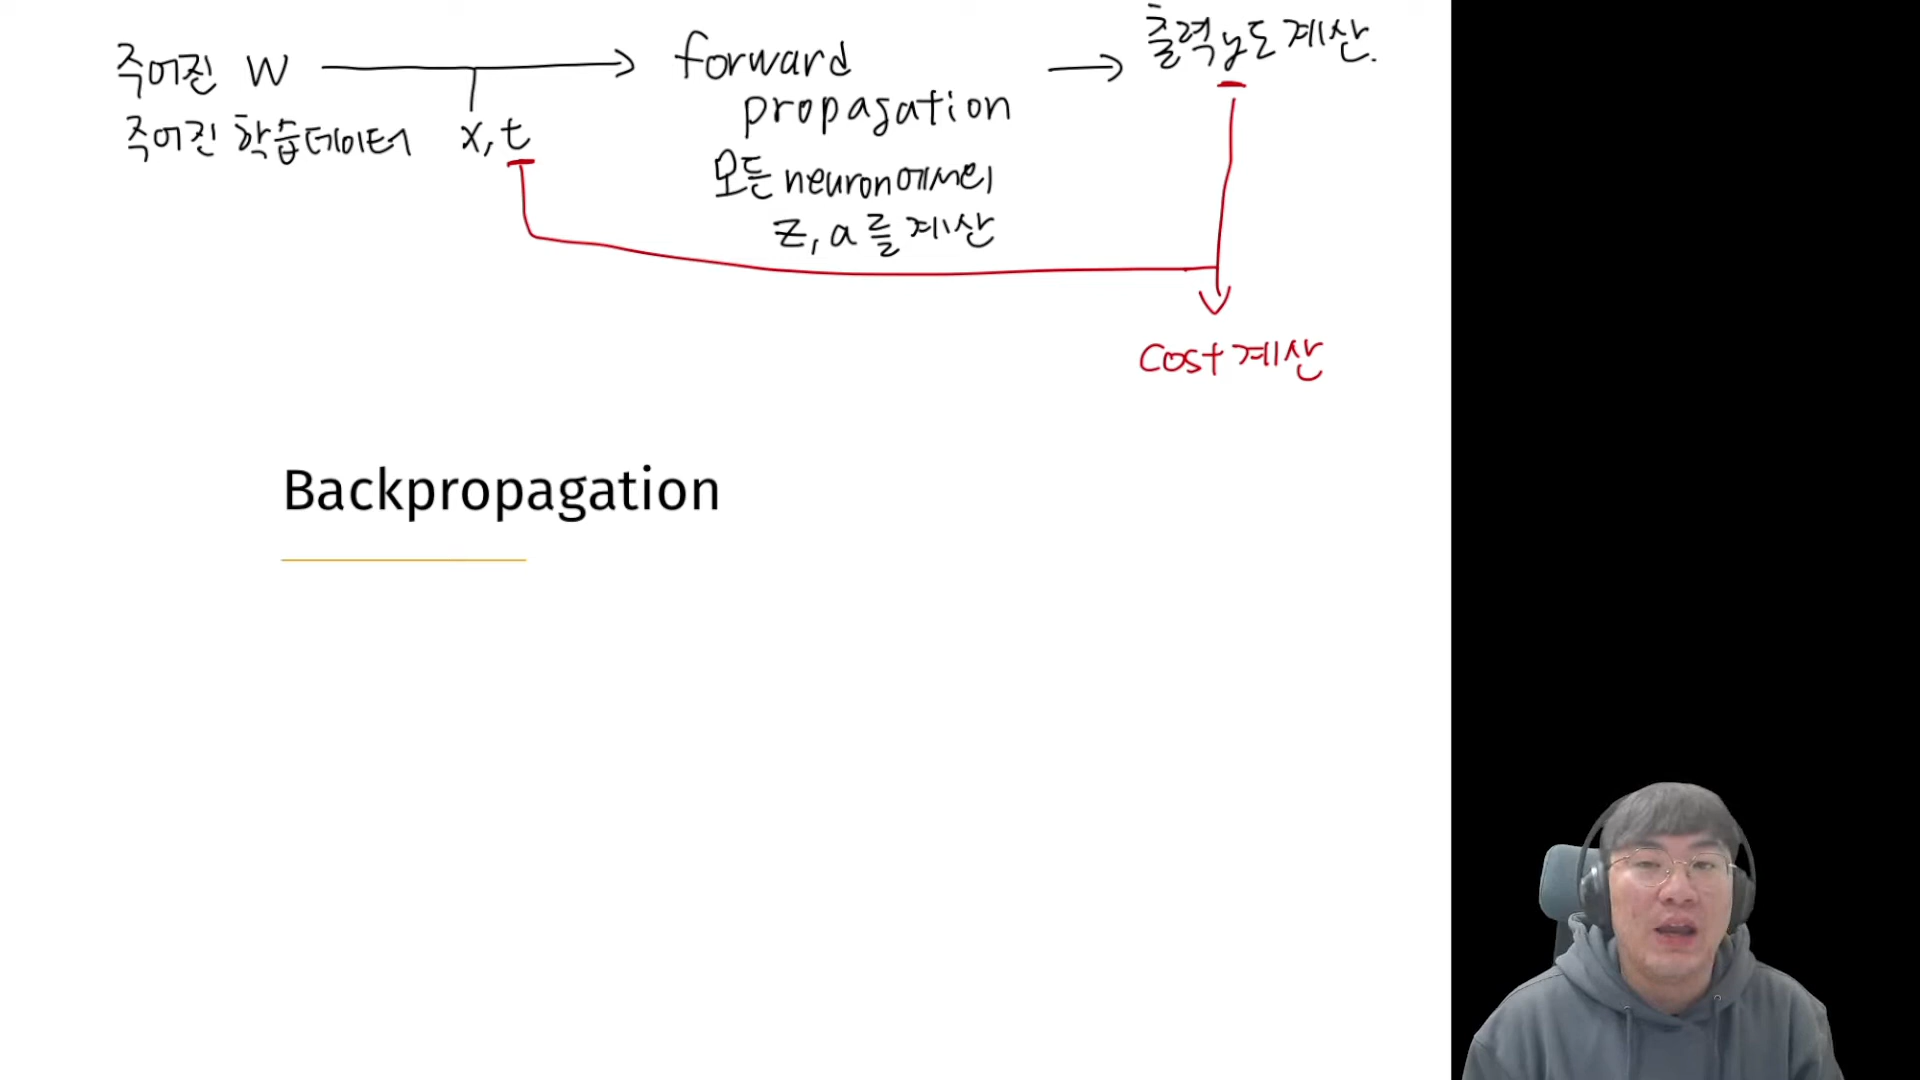 주어진 W
forward
propagation
출력 y도 계산.
주어진 학습데이터 x, t
모든 neuron에서의
z, a를 계산
cost 계산
Backpropagation